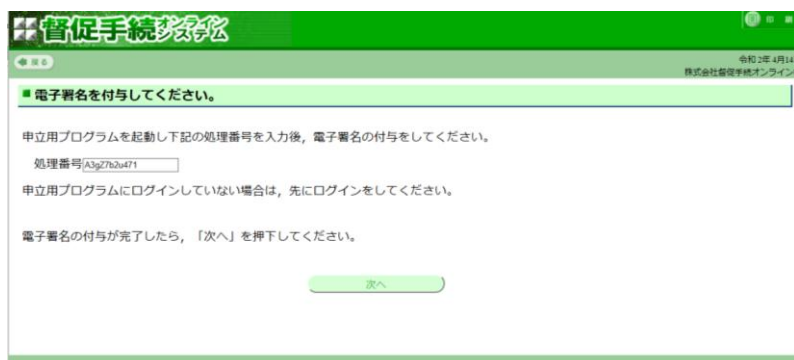 督促手続オンラインシステム
印 刷
戻る
令和2年4月14
株式会社督促手続オンライン
■電子署名を付与してください。
申立用プログラムを起動し下記の処理番号を入力後，電子署名の付与をしてください。
処理番号 A3gZ7b2u471
申立用プログラムにログインしていない場合は，先にログインをしてください。
電子署名の付与が完了したら，「次へ」を押下してください。
次へ